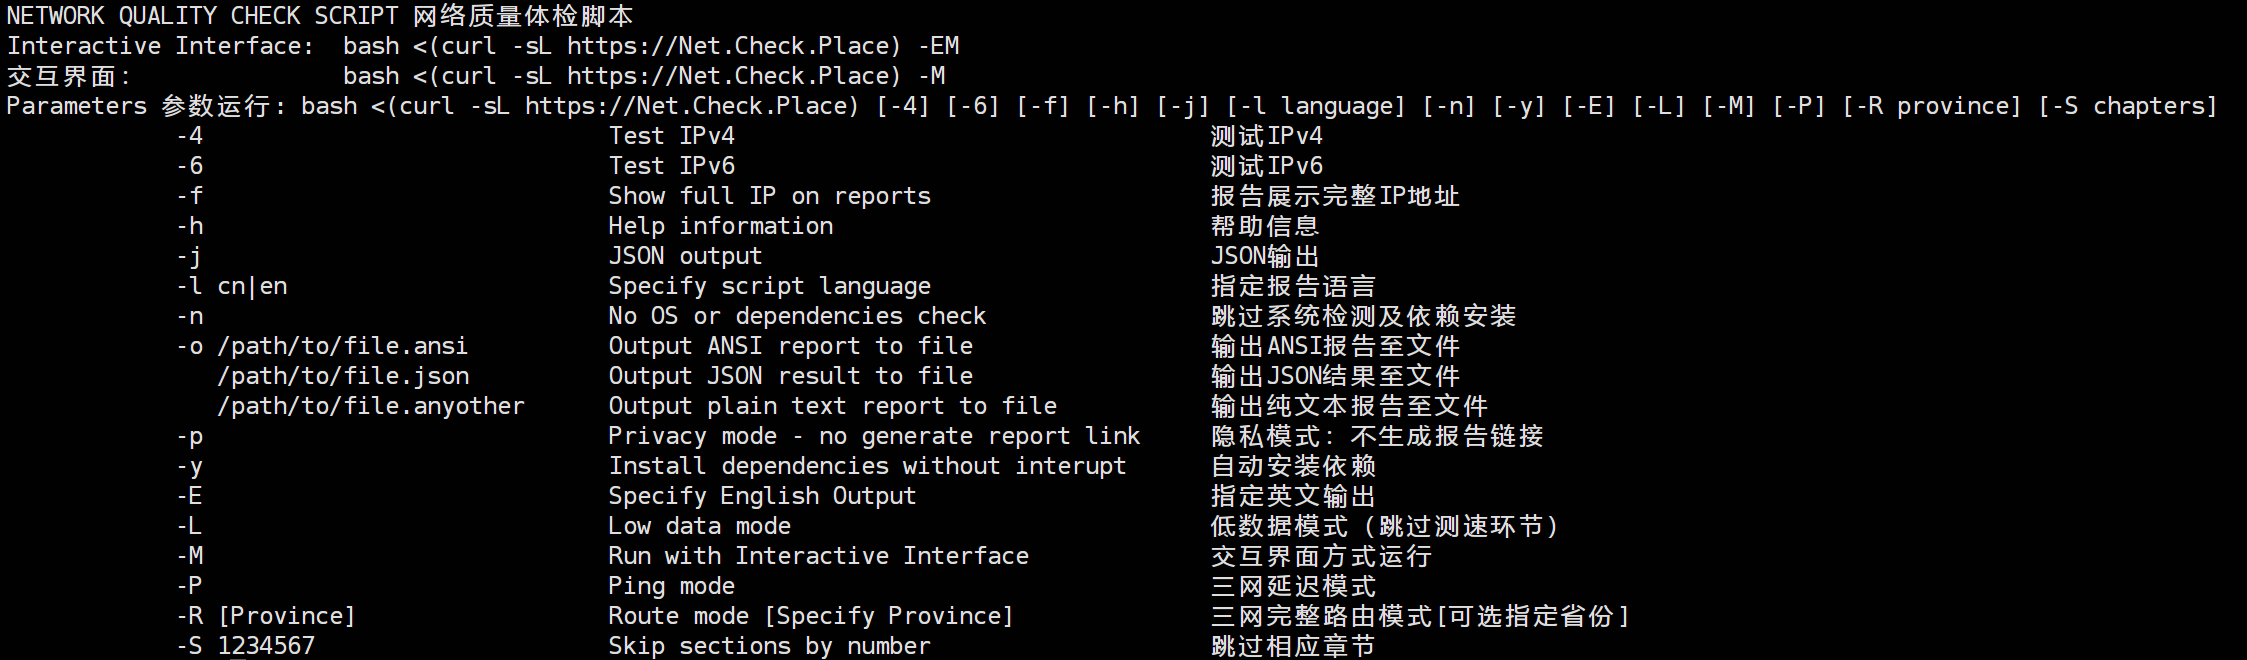 NETWORK QUALITY CHECK SCRIPT 网络质量体检脚本
Interactive Interface:  bash <(curl -sL https://Net.Check.Place) -EM
交互界面：               bash <(curl -sL https://Net.Check.Place) -M
Parameters 参数运行: bash <(curl -sL https://Net.Check.Place) [-4] [-6] [-f] [-h] [-j] [-l language] [-n] [-y] [-E] [-L] [-M] [-P] [-R province] [-S chapters]
            -4                             Test IPv4                                  测试IPv4
            -6                             Test IPv6                                  测试IPv6
            -f                             Show full IP on reports                    报告展示完整IP地址
            -h                             Help information                           帮助信息
            -j                             JSON output                                JSON输出
            -l cn|en                       Specify script language                    指定报告语言
            -n                             No OS or dependencies check                跳过系统检测及依赖安装
            -o /path/to/file.ansi          Output ANSI report to file                 输出ANSI报告至文件
               /path/to/file.json          Output JSON result to file                 输出JSON结果至文件
               /path/to/file.anyother      Output plain text report to file           输出纯文本报告至文件
            -p                             Privacy mode - no generate report link     隐私模式：不生成报告链接
            -y                             Install dependencies without interupt      自动安装依赖
            -E                             Specify English Output                     指定英文输出
            -L                             Low data mode                              低数据模式（跳过测速环节）
            -M                             Run with Interactive Interface             交互界面方式运行
            -P                             Ping mode                                  三网延迟模式
            -R [Province]                  Route mode [Specify Province]              三网完整路由模式[可选指定省份]
            -S 1234567                     Skip sections by number                    跳过相应章节